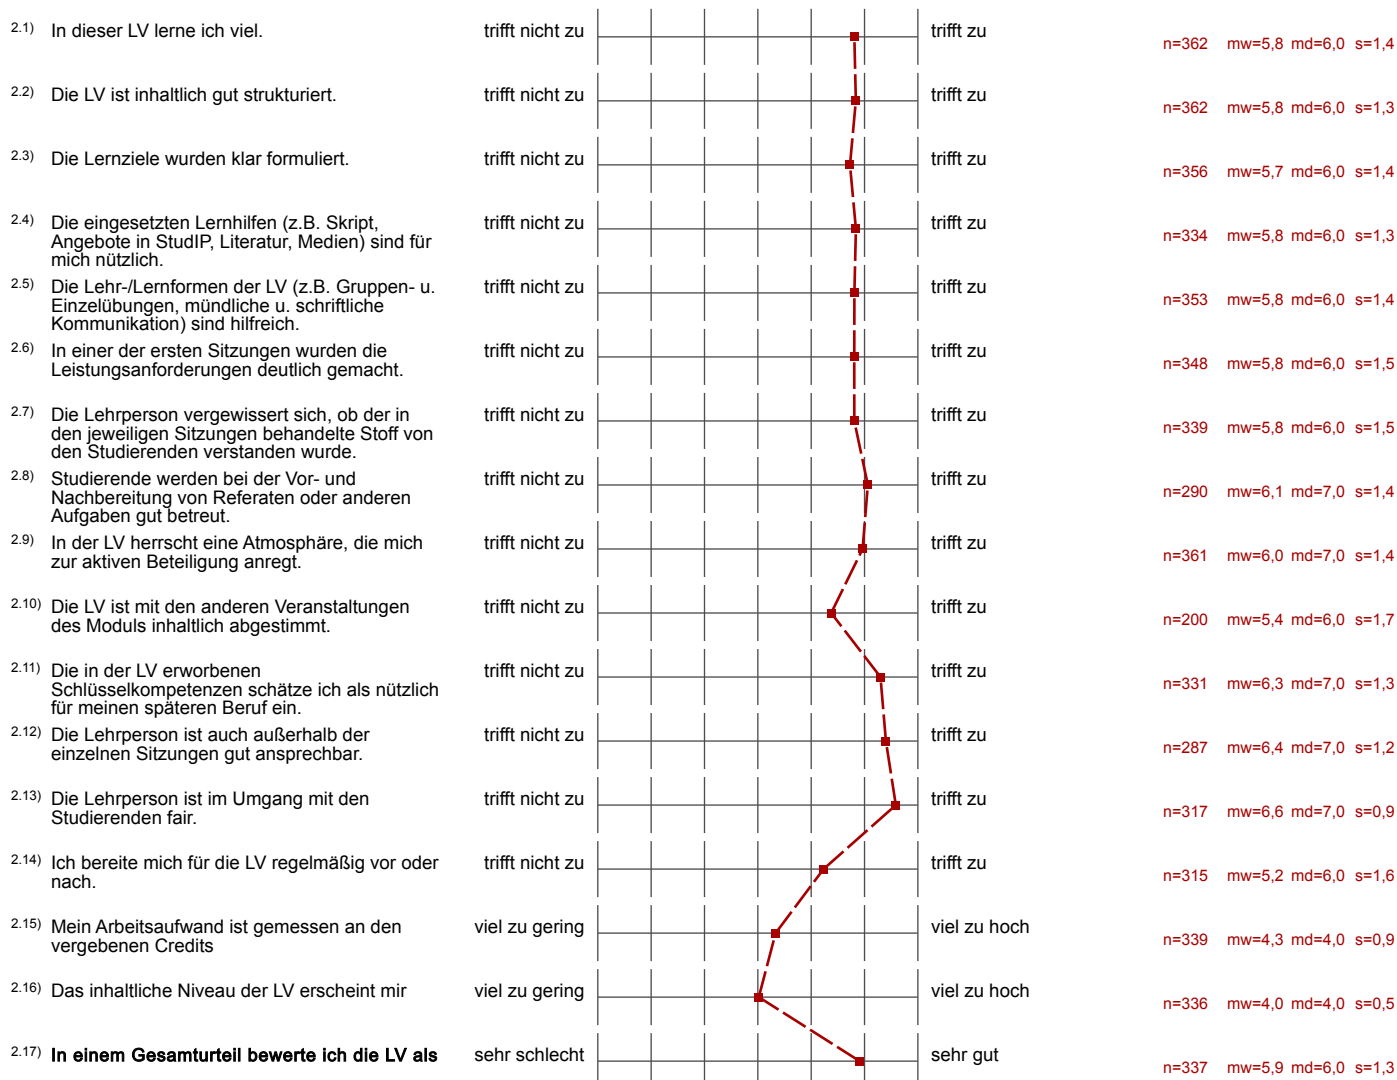 2.1) In dieser LV lerne ich viel. trifft nicht zu trifft zu n=362 mw=5,8 md=6,0 s=1,4
2.2) Die LV ist inhaltlich gut strukturiert. trifft nicht zu trifft zu n=362 mw=5,8 md=6,0 s=1,3
2.3) Die Lernziele wurden klar formuliert. trifft nicht zu trifft zu n=356 mw=5,7 md=6,0 s=1,4
2.4) Die eingesetzten Lernhilfen (z.B. Skript, trifft nicht zu trifft zu n=334 mw=5,8 md=6,0 s=1,3
Angebote in StudIP, Literatur, Medien) sind für
mich nützlich.
2.5) Die Lehr-/Lernformen der LV (z.B. Gruppen- u. trifft nicht zu trifft zu n=353 mw=5,8 md=6,0 s=1,4
Einzelübungen, mündliche u. schriftliche
Kommunikation) sind hilfreich.
2.6) In einer der ersten Sitzungen wurden die trifft nicht zu trifft zu n=348 mw=5,8 md=6,0 s=1,5
Leistungsanforderungen deutlich gemacht.
2.7) Die Lehrperson vergewissert sich, ob der in trifft nicht zu trifft zu n=339 mw=5,8 md=6,0 s=1,5
den jeweiligen Sitzungen behandelte Stoff von
den Studierenden verstanden wurde.
2.8) Studierende werden bei der Vor- und trifft nicht zu trifft zu n=290 mw=6,1 md=7,0 s=1,4
Nachbereitung von Referaten oder anderen
Aufgaben gut betreut.
2.9) In der LV herrscht eine Atmosphäre, die mich trifft nicht zu trifft zu n=361 mw=6,0 md=7,0 s=1,4
zur aktiven Beteiligung anregt.
2.10) Die LV ist mit den anderen Veranstaltungen trifft nicht zu trifft zu n=200 mw=5,4 md=6,0 s=1,7
des Moduls inhaltlich abgestimmt.
2.11) Die in der LV erworbenen trifft nicht zu trifft zu n=331 mw=6,3 md=7,0 s=1,3
Schlüsselkompetenzen schätze ich als nützlich
für meinen späteren Beruf ein.
2.12) Die Lehrperson ist auch außerhalb der trifft nicht zu trifft zu n=287 mw=6,4 md=7,0 s=1,2
einzelnen Sitzungen gut ansprechbar.
2.13) Die Lehrperson ist im Umgang mit den trifft nicht zu trifft zu n=317 mw=6,6 md=7,0 s=0,9
Studierenden fair.
2.14) Ich bereite mich für die LV regelmäßig vor oder trifft nicht zu trifft zu n=315 mw=5,2 md=6,0 s=1,6
nach.
2.15) Mein Arbeitsaufwand ist gemessen an den viel zu gering viel zu hoch n=339 mw=4,3 md=4,0 s=0,9
vergebenen Credits
2.16) Das inhaltliche Niveau der LV erscheint mir viel zu gering viel zu hoch n=336 mw=4,0 md=4,0 s=0,5
2.17) In einem Gesamturteil bewerte ich die LV als sehr schlecht sehr gut n=337 mw=5,9 md=6,0 s=1,3